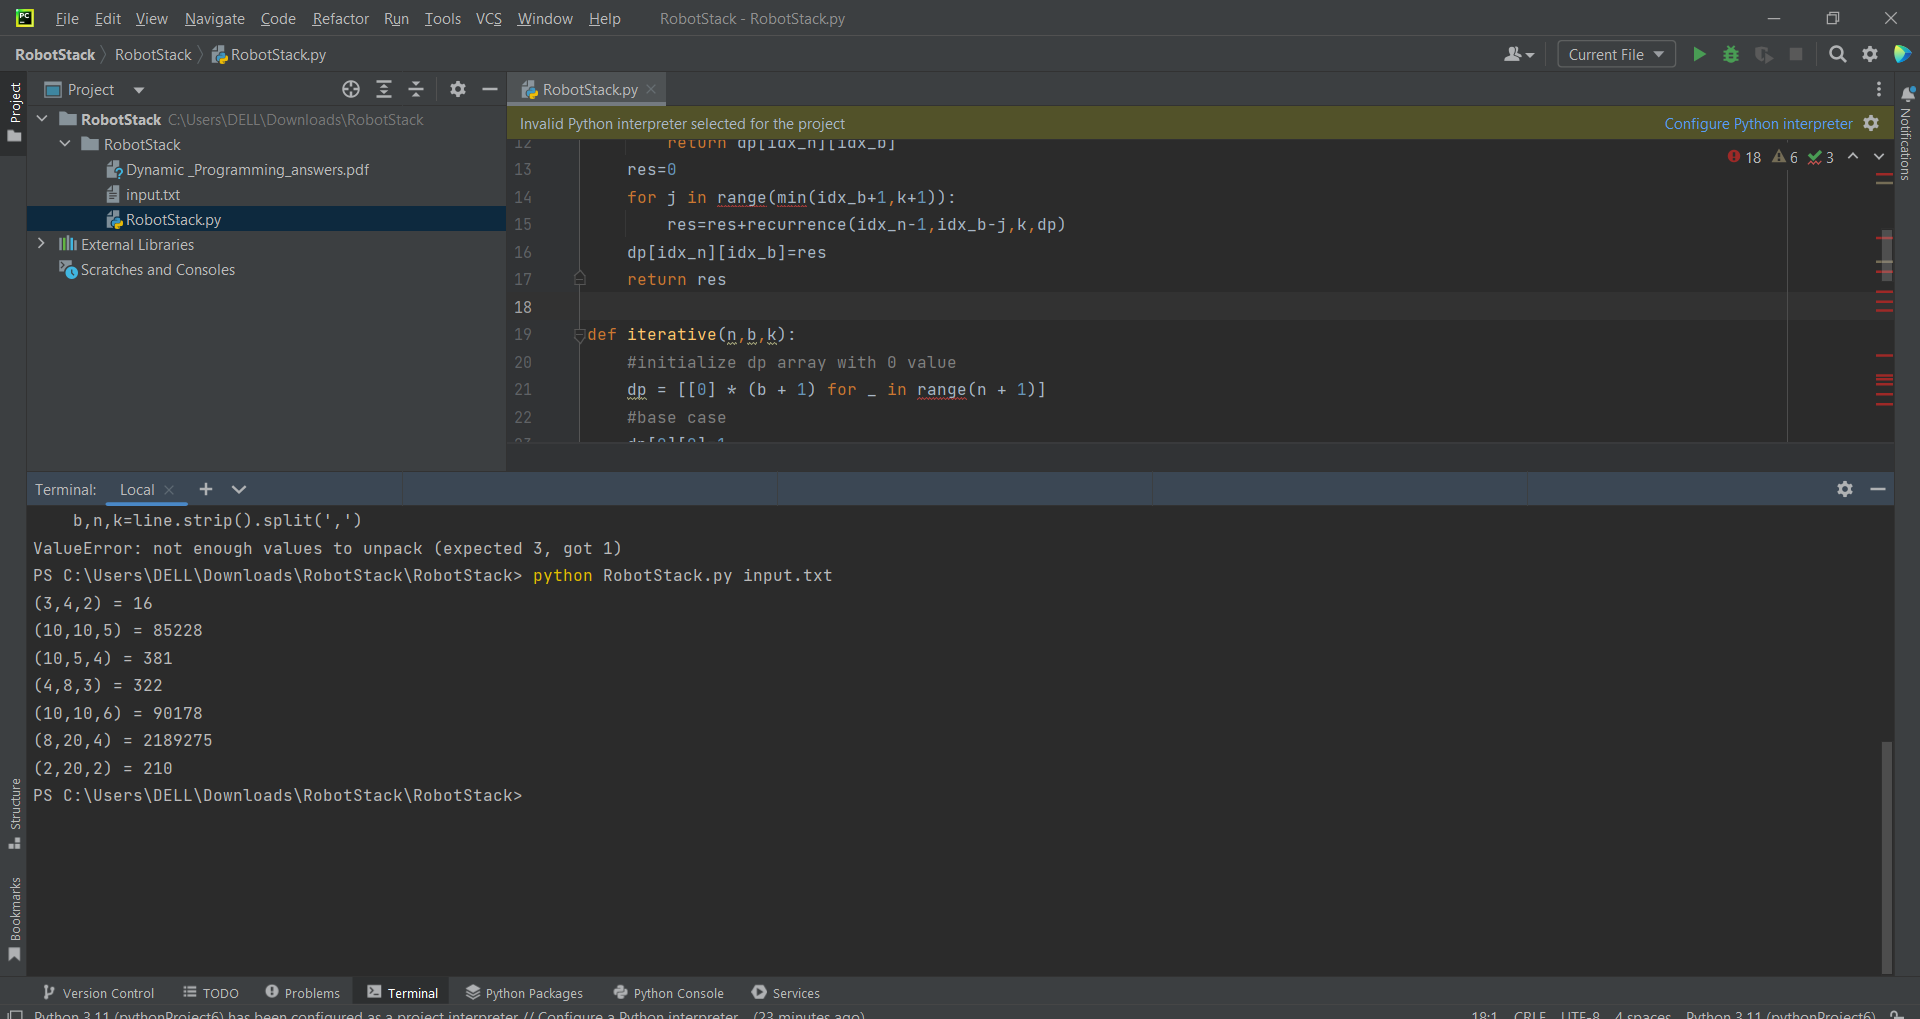 PC File Edit View Navigate Code Refactor Run Tools VCS Window Help RobotStack - RobotStack.py
RobotStack RobotStack RobotStack.py Current File
Project
RobotStack C:\Users\DELL\Downloads\RobotStack
RobotStack
Dynamic _Programming_answers.pdf
input.txt
RobotStack.py
External Libraries
Scratches and Consoles
RobotStack.py
Invalid Python interpreter selected for the project Configure Python interpreter
18 6 3
12 return dp[idx_n][idx_b]
13 res=0
14 for j in range(min(idx_b+1,k+1)):
15 res=res+recurrence(idx_n-1,idx_b-j,k,dp)
16 dp[idx_n][idx_b]=res
17 return res
18
19 def iterative(n,b,k):
20 #initialize dp array with 0 value
21 dp = [[0] * (b + 1) for _ in range(n + 1)]
22 #base case
23 dp[0][0]=1
Project
Structure
Bookmarks
Notifications
Terminal: Local
b,n,k=line.strip().split(',')
ValueError: not enough values to unpack (expected 3, got 1)
PS C:\Users\DELL\Downloads\RobotStack\RobotStack> python RobotStack.py input.txt
(3,4,2) = 16
(10,10,5) = 85228
(10,5,4) = 381
(4,8,3) = 322
(10,10,6) = 90178
(8,20,4) = 2189275
(2,20,2) = 210
PS C:\Users\DELL\Downloads\RobotStack\RobotStack>
Version Control TODO Problems Terminal Python Packages Python Console Services
Python 3.11 (pythonProject6) has been configured as a project interpreter // Configure a Python interpreter... (23 minutes ago) 18:1 CRLF UTF-8 4 spaces Python 3.11 (pythonProject6)